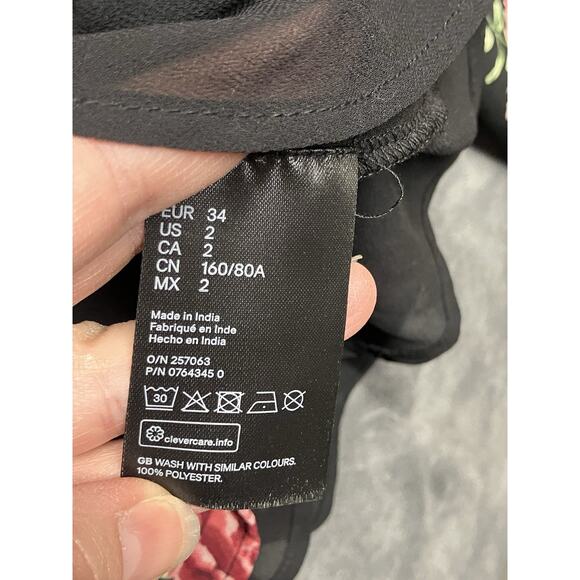 EUR 34
US 2
CA 2
CN 160/80A
MX 2
Made in India
Fabriqué en Inde
Hecho en India
O/N 257063
P/N 0764345 0
30
clevercare.info
GB WASH WITH SIMILAR COLOURS.
100% POLYESTER.